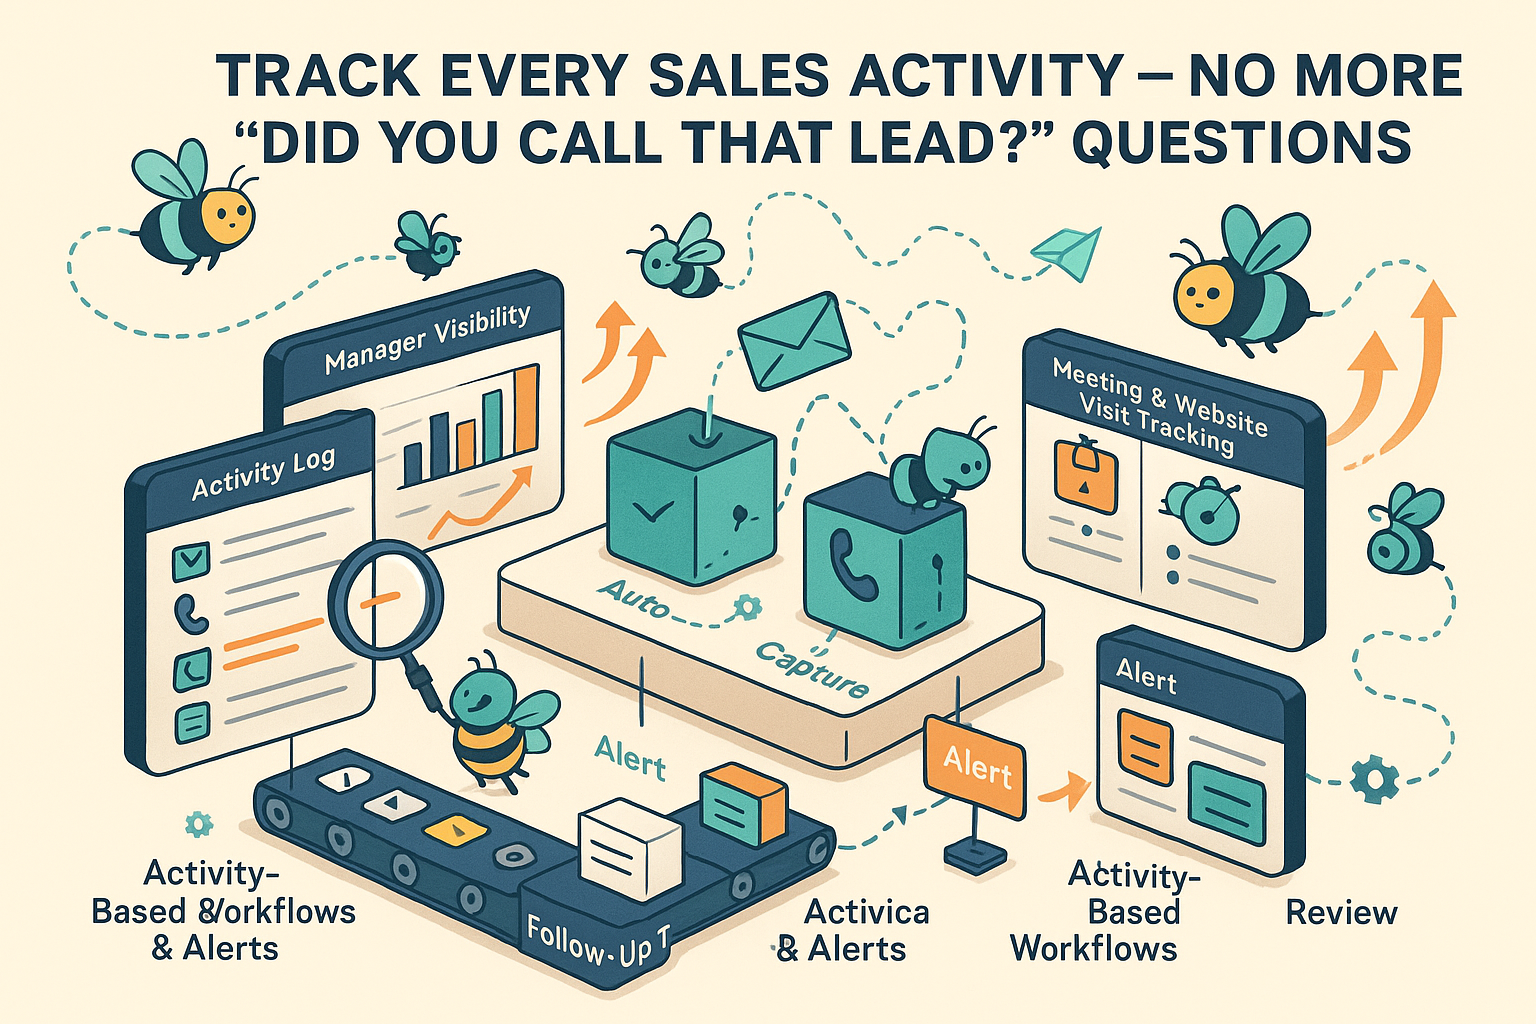 TRACK EVERY SALES ACTIVITY – NO MORE
“DID YOU CALL THAT LEAD?” QUESTIONS
Manager Visibility
Activity Log
Meeting & Website
Visit Tracking
Auto
Capture
Alert
Alert
Alert
Follow-Up T
Activity-
Based Workflows
& Alerts
Activica
& Alerts
Activity-
Based
Workflows
Review